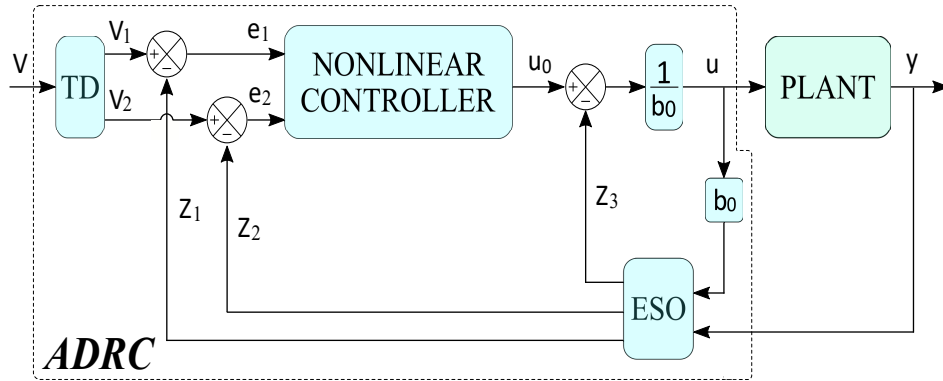 V
TD
V1
V2
+
−
+
−
e1
e2
NONLINEAR
CONTROLLER
u0
+
−
1
b0
u
PLANT
y
b0
Z1
Z2
Z3
ESO
ADRC